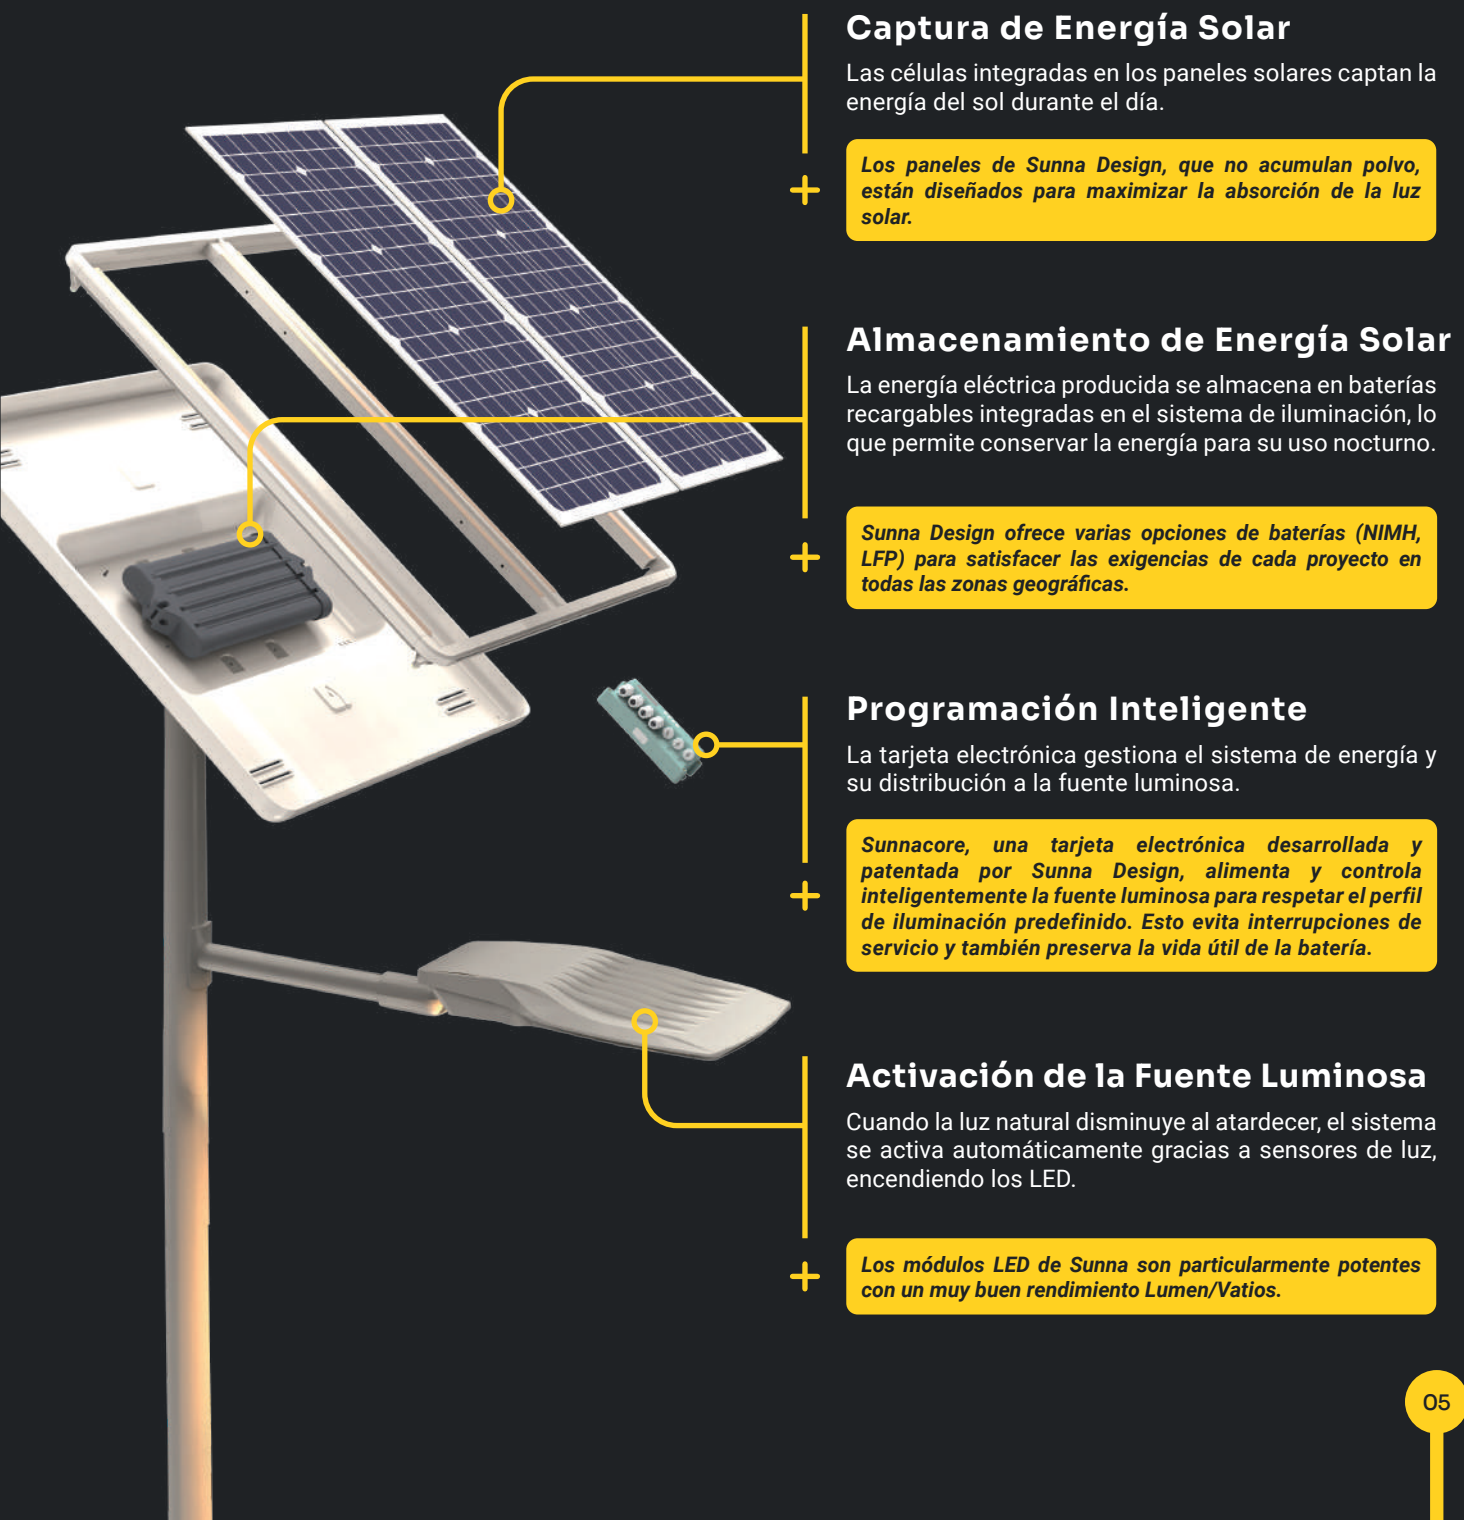 Captura de Energía Solar
Las células integradas en los paneles solares captan la
energía del sol durante el día.
Los paneles de Sunna Design, que no acumulan polvo,
están diseñados para maximizar la absorción de la luz
solar.
Almacenamiento de Energía Solar
La energía eléctrica producida se almacena en baterías
recargables integradas en el sistema de iluminación, lo
que permite conservar la energía para su uso nocturno.
Sunna Design ofrece varias opciones de baterías (NIMH,
LFP) para satisfacer las exigencias de cada proyecto en
todas las zonas geográficas.
Programación Inteligente
La tarjeta electrónica gestiona el sistema de energía y
su distribución a la fuente luminosa.
Sunnacore, una tarjeta electrónica desarrollada y
patentada por Sunna Design, alimenta y controla
inteligentemente la fuente luminosa para respetar el perfil
de iluminación predefinido. Esto evita interrupciones de
servicio y también preserva la vida útil de la batería.
Activación de la Fuente Luminosa
Cuando la luz natural disminuye al atardecer, el sistema
se activa automáticamente gracias a sensores de luz,
encendiendo los LED.
Los módulos LED de Sunna son particularmente potentes
con un muy buen rendimiento Lumen/Vatios.
05